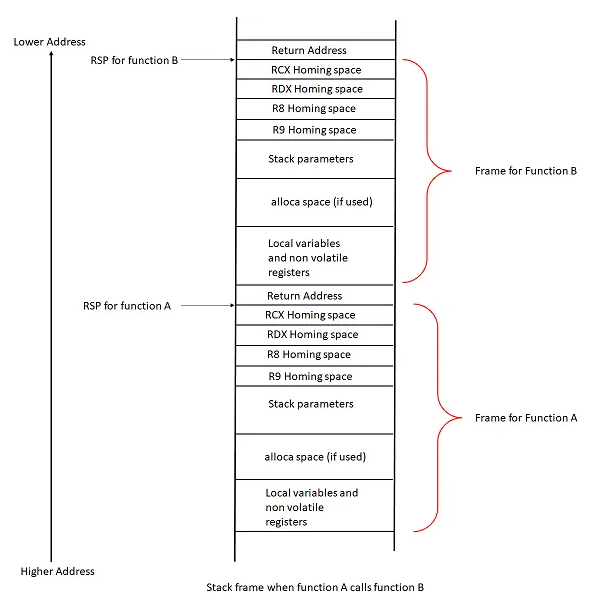 Lower Address
Return Address
RSP for function B
RCX Homing space
RDX Homing space
R8 Homing space
R9 Homing space
Stack parameters
Frame for Function B
alloca space (if used)
Local variables
and non volatile
registers
Return Address
RSP for function A
RCX Homing space
RDX Homing space
R8 Homing space
R9 Homing space
Stack parameters
Frame for Function A
alloca space (if used)
Local variables and
non volatile
registers
Higher Address
Stack frame when function A calls function B